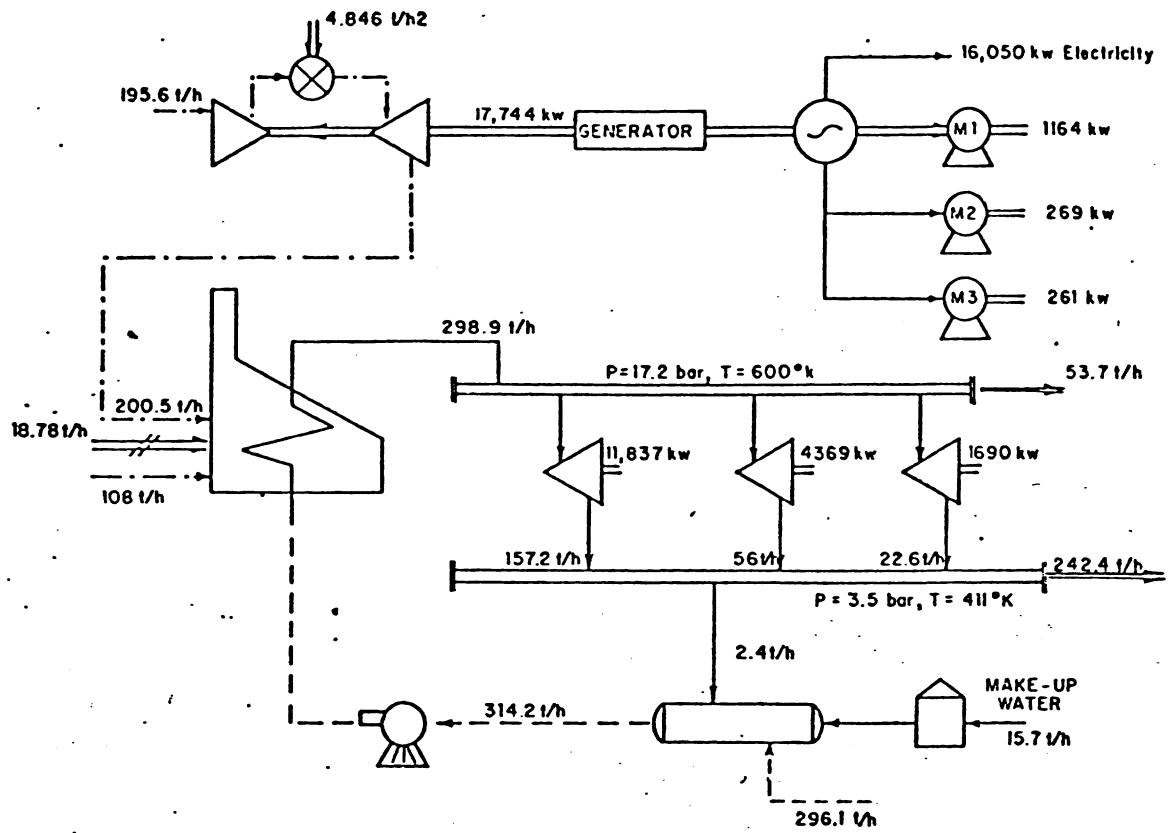 4.846 t/h2
16,050 kw Electricity
195.6 t/h
17,744 kw
GENERATOR
M1
1164 kw
M2
269 kw
M3
261 kw
298.9 t/h
P=17.2 bar, T = 600°k
53.7 t/h
200.5 t/h
18.78 t/h
108 t/h
11,837 kw
4369 kw
1690 kw
157.2 t/h
56 t/h
22.6 t/h
242.4 t/h
P = 3.5 bar, T = 411°K
2.4 t/h
MAKE-UP
WATER
314.2 t/h
15.7 t/h
296.1 t/h